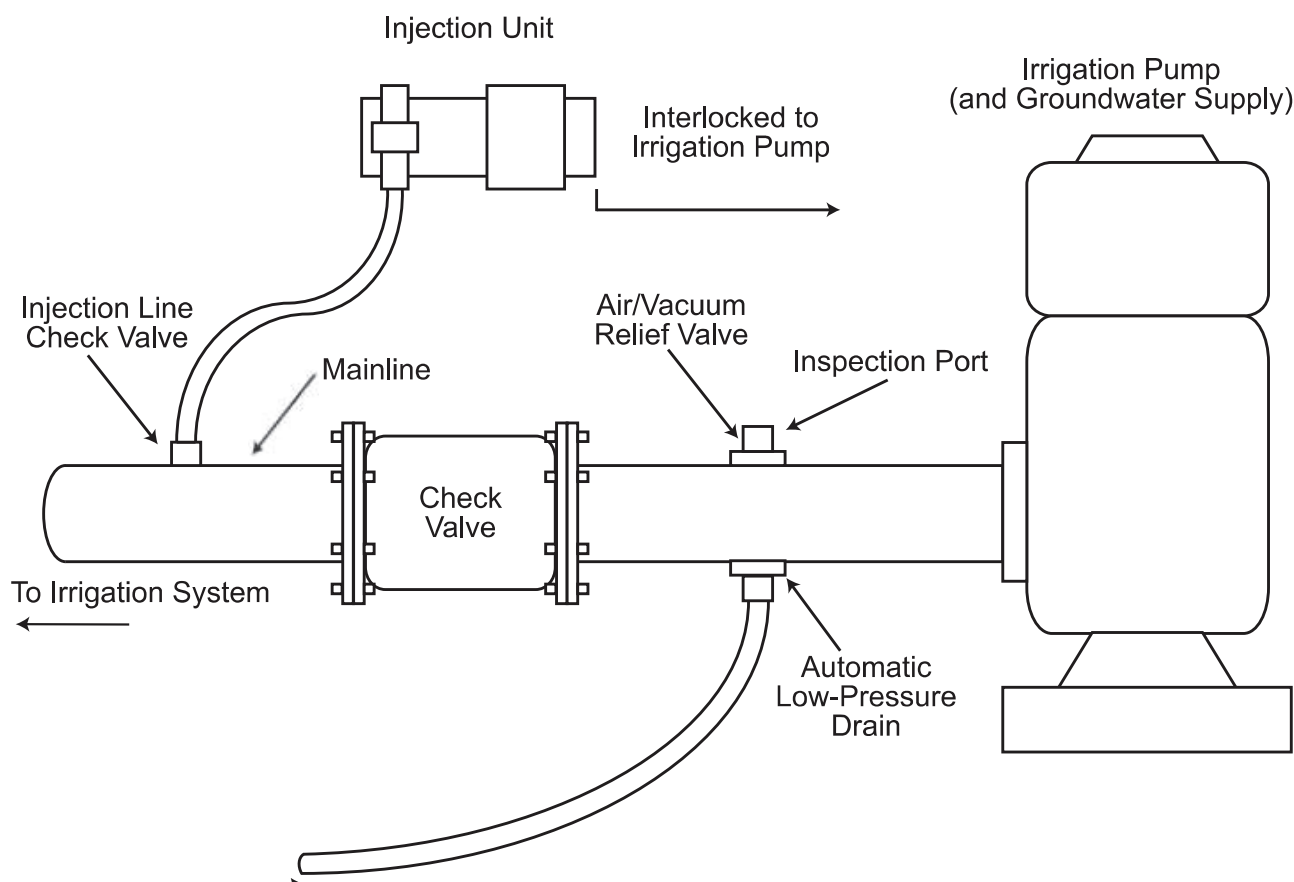 Injection Unit
Irrigation Pump
(and Groundwater Supply)
Interlocked to
Irrigation Pump
Injection Line
Check Valve
Air/Vacuum
Relief Valve
Mainline
Inspection Port
Check
Valve
To Irrigation System
Automatic
Low-Pressure
Drain